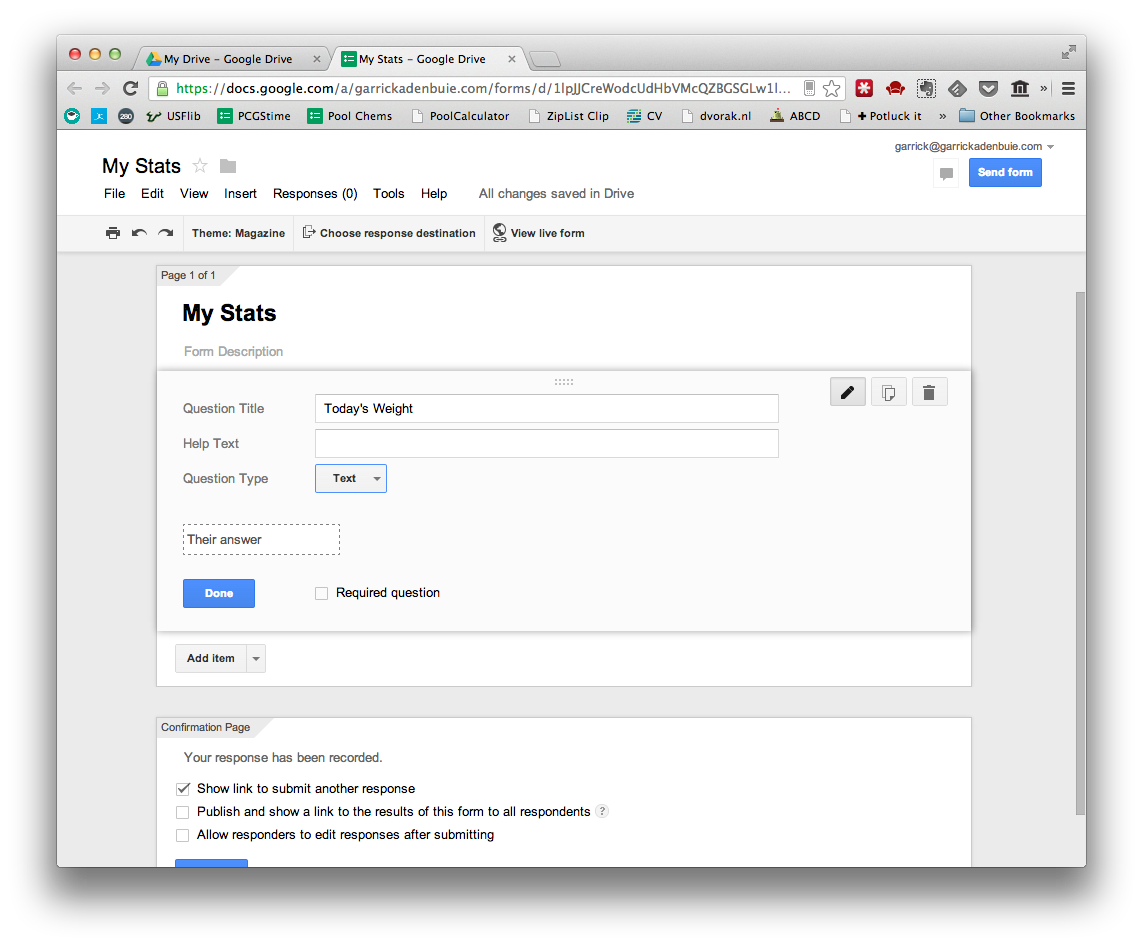 My Drive – Google Drive
My Stats – Google Drive
https://docs.google.com/a/garrickadenbuie.com/forms/d/1lpJJCreWodcUdHbVMcQZBGSGLw1l...
280 USFlib PCGStime Pool Chems PoolCalculator ZipList Clip CV dvorak.nl ABCD + Potluck it » Other Bookmarks
garrick@garrickadenbuie.com
My Stats
Send form
File Edit View Insert Responses (0) Tools Help All changes saved in Drive
Theme: Magazine Choose response destination View live form
Page 1 of 1
My Stats
Form Description
Question Title Today's Weight
Help Text
Question Type Text
Their answer
Done Required question
Add item
Confirmation Page
Your response has been recorded.
Show link to submit another response
Publish and show a link to the results of this form to all respondents ?
Allow responders to edit responses after submitting